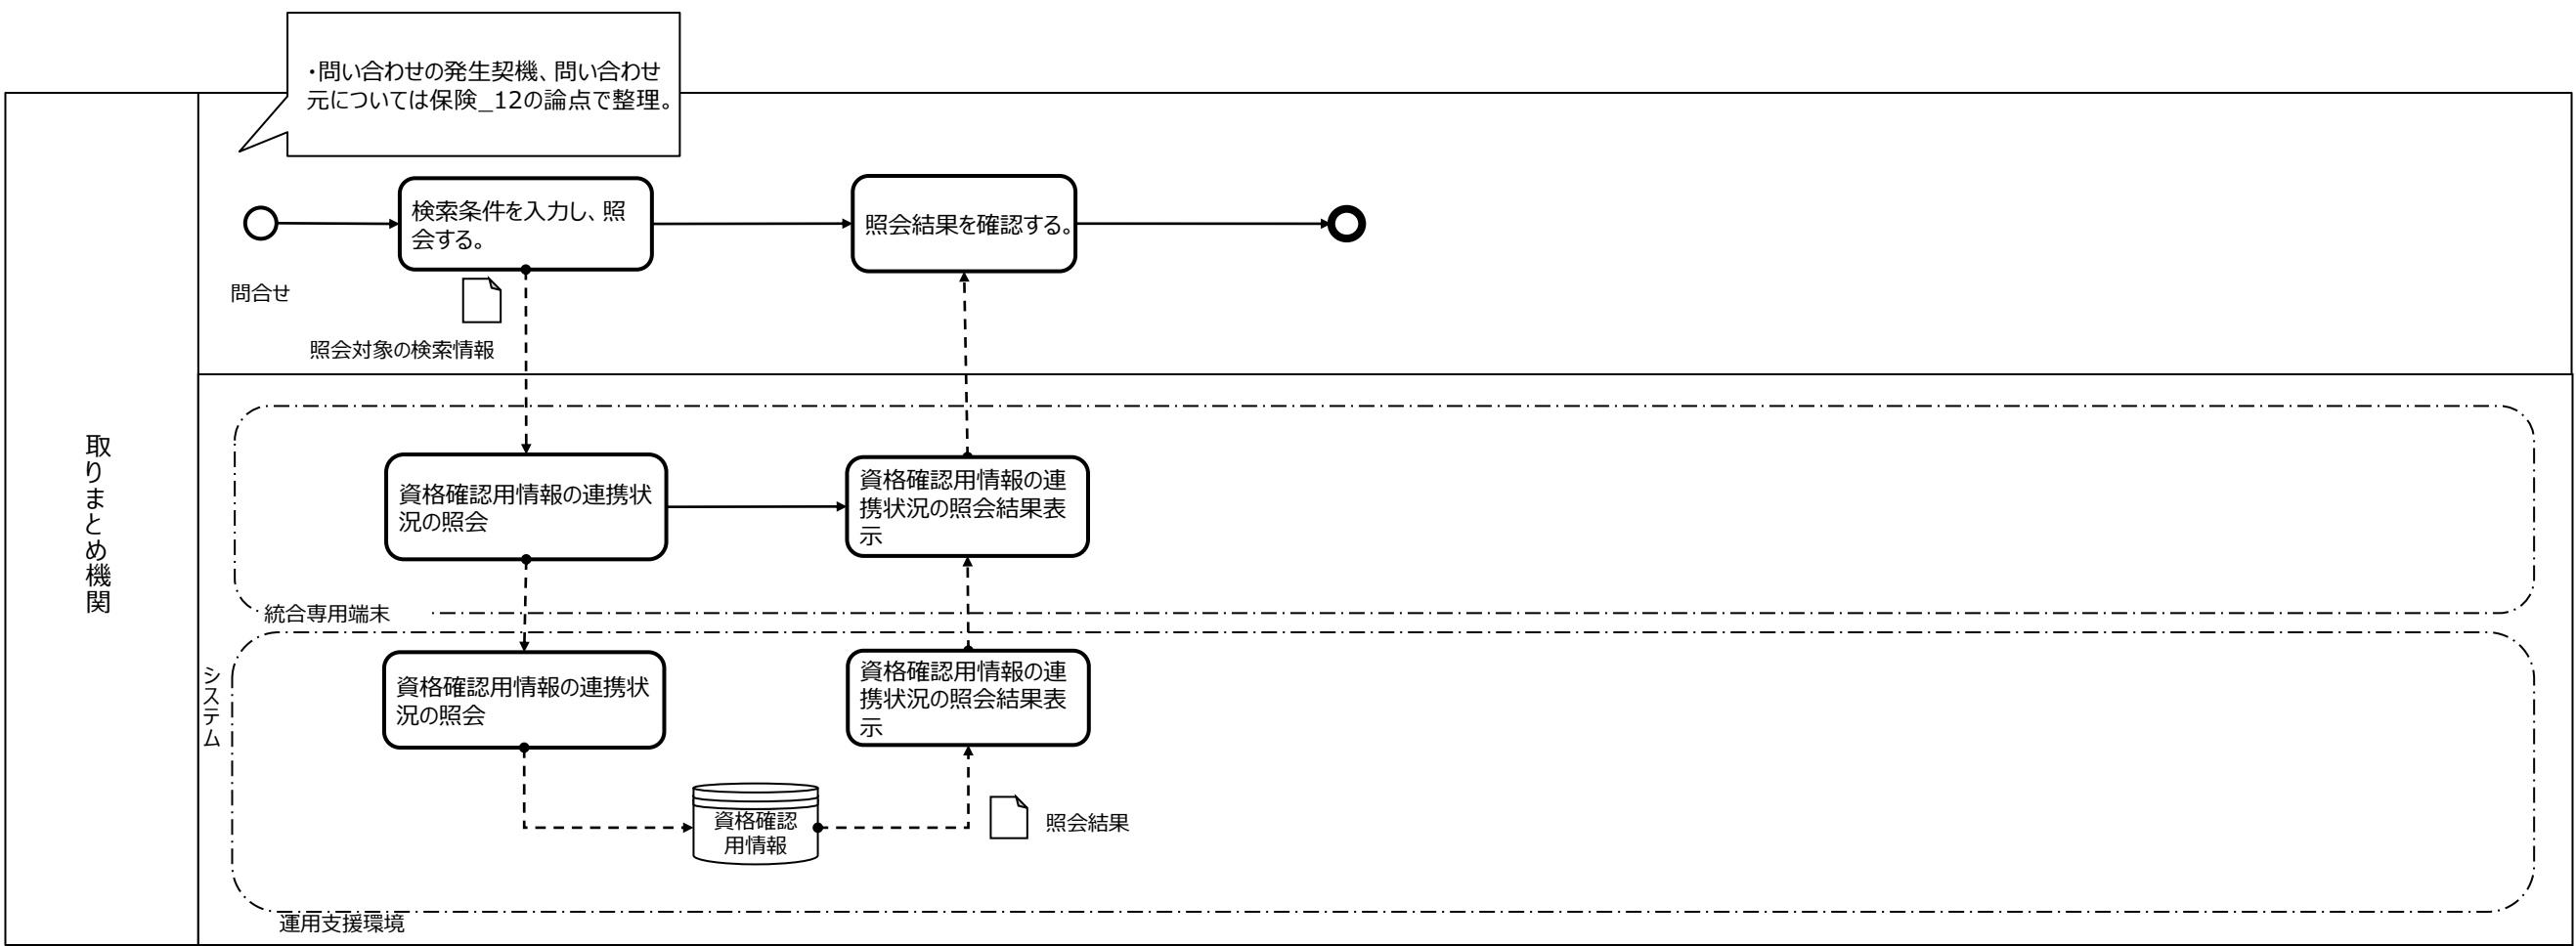 ・問い合わせの発生契機、問い合わせ
元については保険_12の論点で整理。
検索条件を入力し、照
会する。
照会結果を確認する。
問合せ
照会対象の検索情報
取りまとめ機関
資格確認用情報の連携状
況の照会
資格確認用情報の連
携状況の照会結果表
示
統合専用端末
システム
資格確認用情報の連携状
況の照会
資格確認用情報の連
携状況の照会結果表
示
資格確認
用情報
照会結果
運用支援環境